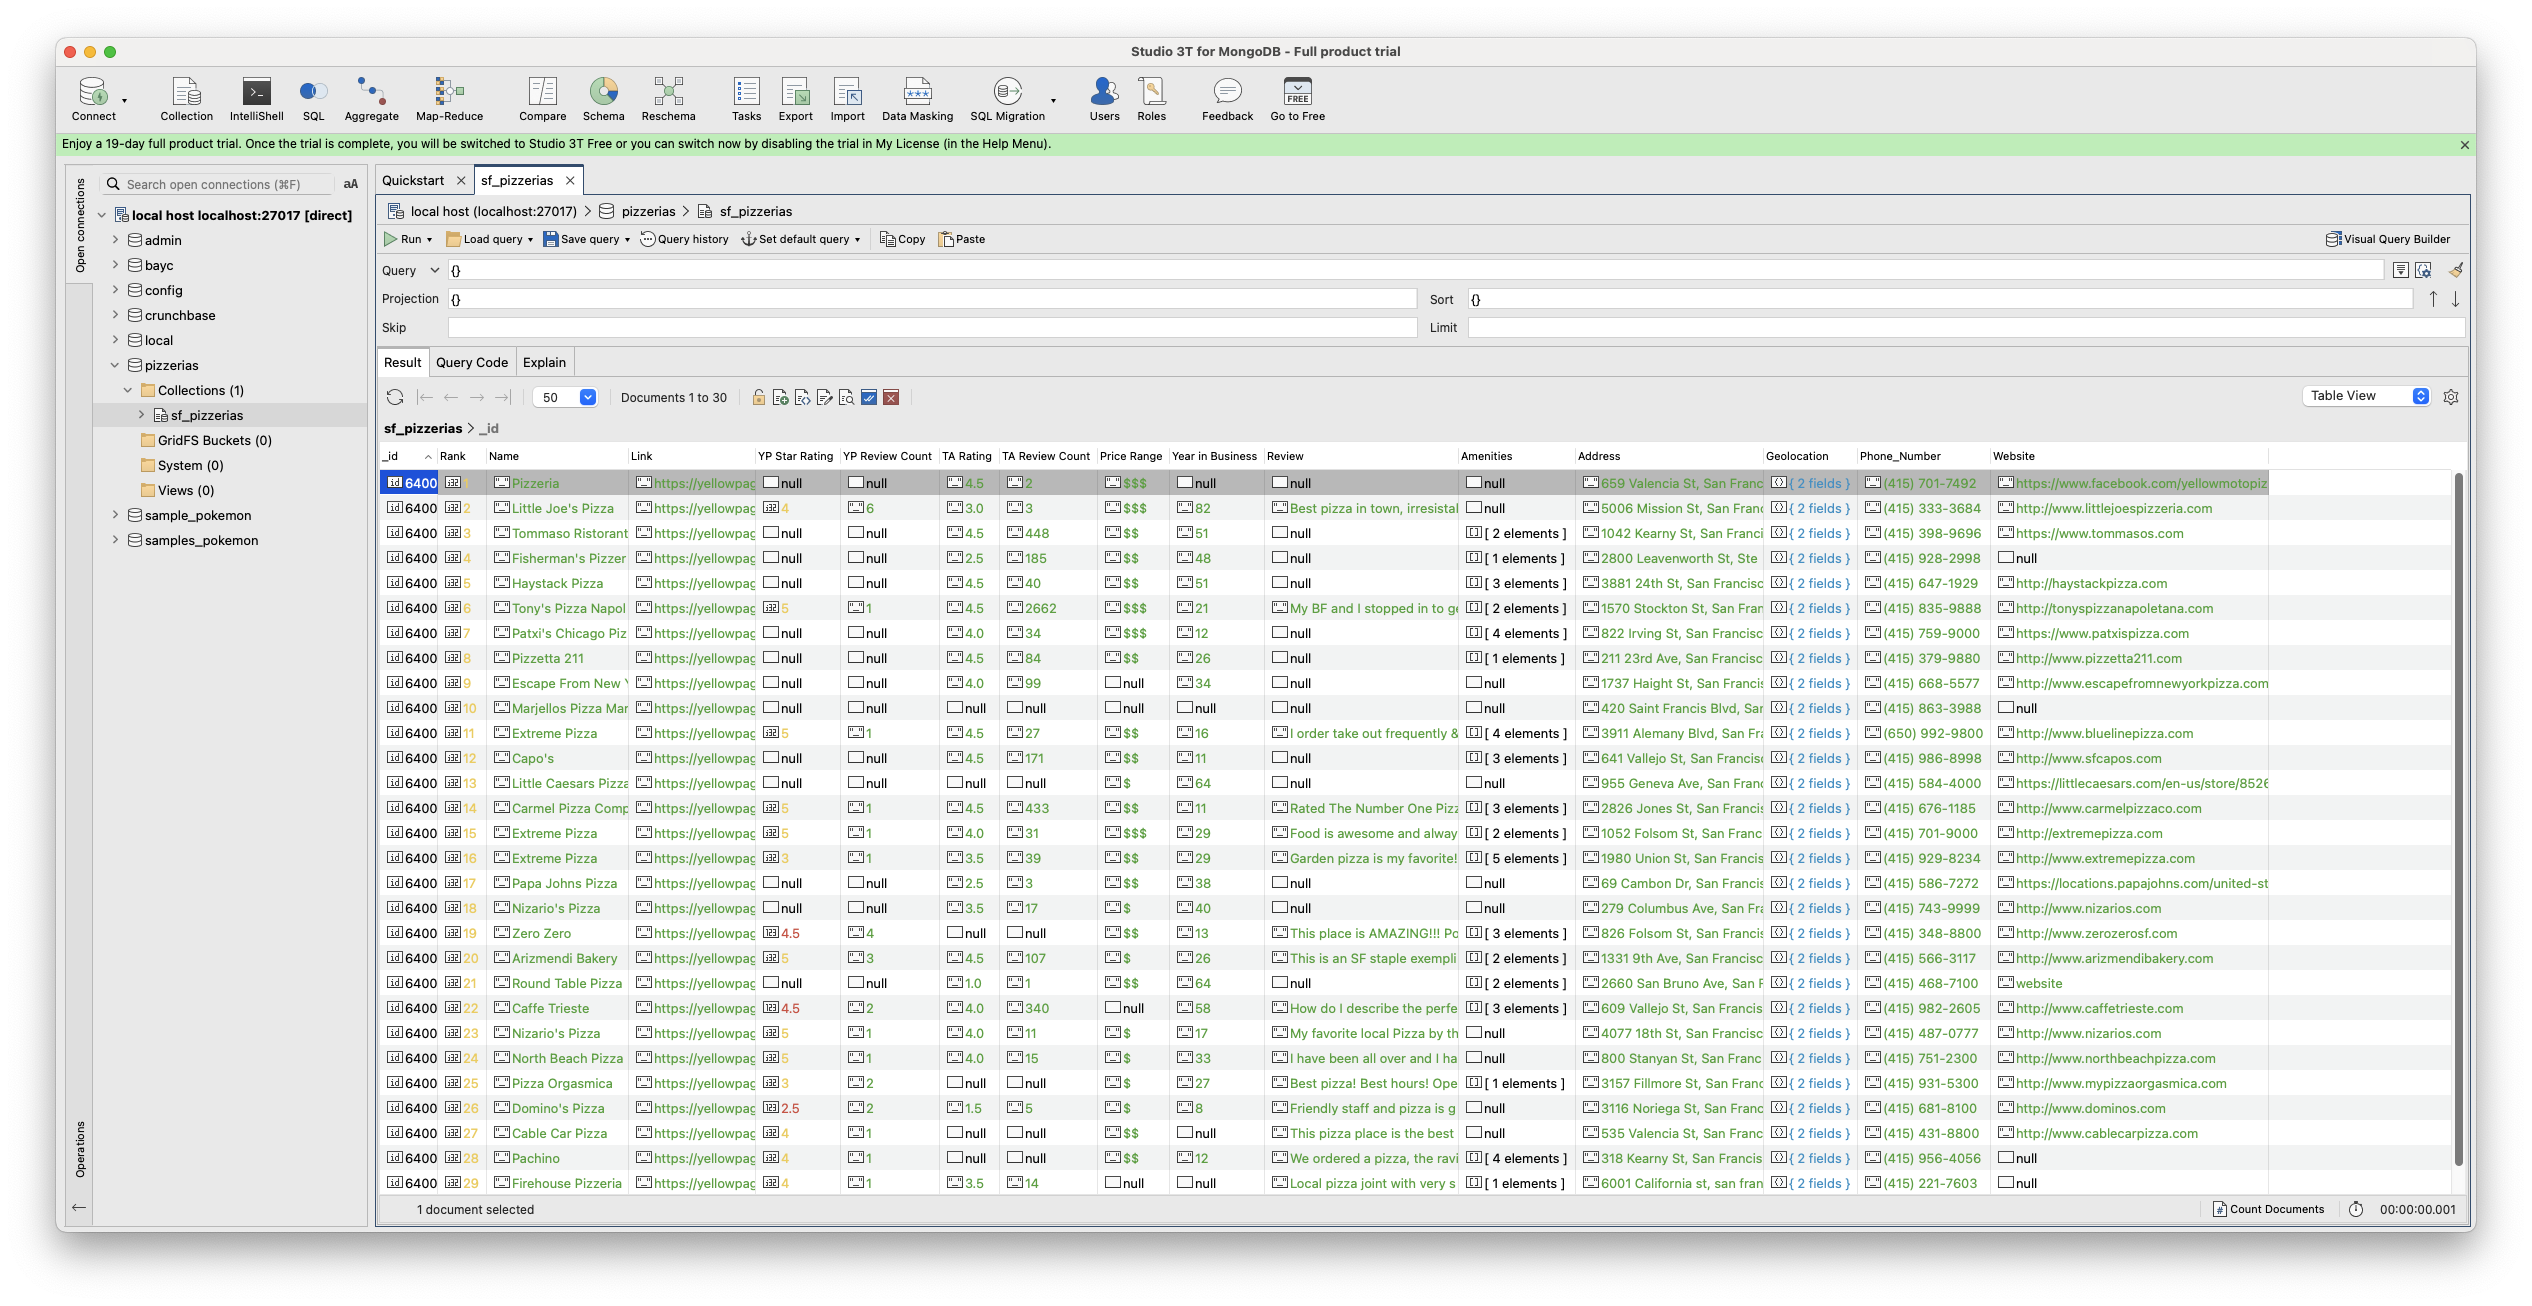 Studio 3T for MongoDB - Full product trial
Connect Collection IntelliShell SQL Aggregate Map-Reduce Compare Schema Reschema Tasks Export Import Data Masking SQL Migration Users Roles Feedback Go to Free
Enjoy a 19-day full product trial. Once the trial is complete, you will be switched to Studio 3T Free or you can switch now by disabling the trial in My License (in the Help Menu).
Open connections
Search open connections (⌘F) aA
local host localhost:27017 [direct]
admin
bayc
config
crunchbase
local
pizzerias
Collections (1)
sf_pizzerias
GridFS Buckets (0)
System (0)
Views (0)
sample_pokemon
samples_pokemon
Operations
Quickstart sf_pizzerias
local host (localhost:27017) > pizzerias > sf_pizzerias
Run Load query Save query Query history Set default query Copy Paste Visual Query Builder
Query {}
Projection {} Sort {}
Skip Limit
Result Query Code Explain
50 Documents 1 to 30 Table View
sf_pizzerias > _id
_id Rank Name Link YP Star Rating YP Review Count TA Rating TA Review Count Price Range Year in Business Review Amenities Address Geolocation Phone_Number Website
6400 1 Pizzeria https://yellowpag null null 4.5 2 $$$ null null null 659 Valencia St, San Franc { 2 fields } (415) 701-7492 https://www.facebook.com/yellowmotopiz
6400 2 Little Joe's Pizza https://yellowpag 4 6 3.0 3 $$$ 82 Best pizza in town, irresistal null 5006 Mission St, San Franc { 2 fields } (415) 333-3684 http://www.littlejoespizzeria.com
6400 3 Tommaso Ristorant https://yellowpag null null 4.5 448 $$ 51 null [ 2 elements ] 1042 Kearny St, San Franci { 2 fields } (415) 398-9696 https://www.tommasos.com
6400 4 Fisherman's Pizzer https://yellowpag null null 2.5 185 $$ 48 null [ 1 elements ] 2800 Leavenworth St, Ste { 2 fields } (415) 928-2998 null
6400 5 Haystack Pizza https://yellowpag null null 4.5 40 $$ 51 null [ 3 elements ] 3881 24th St, San Francisc { 2 fields } (415) 647-1929 http://haystackpizza.com
6400 6 Tony's Pizza Napol https://yellowpag 5 1 4.5 2662 $$$ 21 My BF and I stopped in to ge [ 2 elements ] 1570 Stockton St, San Fran { 2 fields } (415) 835-9888 http://tonyspizzanapoletana.com
6400 7 Patxi's Chicago Piz https://yellowpag null null 4.0 34 $$$ 12 null [ 4 elements ] 822 Irving St, San Francisc { 2 fields } (415) 759-9000 https://www.patxispizza.com
6400 8 Pizzetta 211 https://yellowpag null null 4.5 84 $$ 26 null [ 1 elements ] 211 23rd Ave, San Francisc { 2 fields } (415) 379-9880 http://www.pizzetta211.com
6400 9 Escape From New Y https://yellowpag null null 4.0 99 null 34 null null 1737 Haight St, San Francis { 2 fields } (415) 668-5577 http://www.escapefromnewyorkpizza.com
6400 10 Marjellos Pizza Mar https://yellowpag null null null null null null null null 420 Saint Francis Blvd, Sar { 2 fields } (415) 863-3988 null
6400 11 Extreme Pizza https://yellowpag 5 1 4.5 27 $$ 16 I order take out frequently & [ 4 elements ] 3911 Alemany Blvd, San Fra { 2 fields } (650) 992-9800 http://www.bluelinepizza.com
6400 12 Capo's https://yellowpag null null 4.5 171 $$ 11 null [ 3 elements ] 641 Vallejo St, San Francisc { 2 fields } (415) 986-8998 http://www.sfcapos.com
6400 13 Little Caesars Pizza https://yellowpag null null null null $ 64 null null 955 Geneva Ave, San Franc { 2 fields } (415) 584-4000 https://littlecaesars.com/en-us/store/8526
6400 14 Carmel Pizza Comp https://yellowpag 5 1 4.5 433 $$ 11 Rated The Number One Pizz [ 3 elements ] 2826 Jones St, San Francis { 2 fields } (415) 676-1185 http://www.carmelpizzaco.com
6400 15 Extreme Pizza https://yellowpag 5 1 4.0 31 $$$ 29 Food is awesome and alway [ 2 elements ] 1052 Folsom St, San Franc { 2 fields } (415) 701-9000 http://extremepizza.com
6400 16 Extreme Pizza https://yellowpag 3 1 3.5 39 $$ 29 Garden pizza is my favorite! [ 5 elements ] 1980 Union St, San Francis { 2 fields } (415) 929-8234 http://www.extremepizza.com
6400 17 Papa Johns Pizza https://yellowpag null null 2.5 3 $$ 38 null null 69 Cambon Dr, San Francis { 2 fields } (415) 586-7272 https://locations.papajohns.com/united-st
6400 18 Nizario's Pizza https://yellowpag null null 3.5 17 $ 40 null null 279 Columbus Ave, San Fra { 2 fields } (415) 743-9999 http://www.nizarios.com
6400 19 Zero Zero https://yellowpag 4.5 4 null null $$ 13 This place is AMAZING!!! Po [ 3 elements ] 826 Folsom St, San Francis { 2 fields } (415) 348-8800 http://www.zerozerosf.com
6400 20 Arizmendi Bakery https://yellowpag 5 3 4.5 107 $ 26 This is an SF staple exempli [ 2 elements ] 1331 9th Ave, San Francisc { 2 fields } (415) 566-3117 http://www.arizmendibakery.com
6400 21 Round Table Pizza https://yellowpag null null 1.0 1 $$ 64 null [ 2 elements ] 2660 San Bruno Ave, San F { 2 fields } (415) 468-7100 website
6400 22 Caffe Trieste https://yellowpag 4.5 2 4.0 340 null 58 How do I describe the perfe [ 3 elements ] 609 Vallejo St, San Francis { 2 fields } (415) 982-2605 http://www.caffetrieste.com
6400 23 Nizario's Pizza https://yellowpag 5 1 4.0 11 $ 17 My favorite local Pizza by th null 4077 18th St, San Francisc { 2 fields } (415) 487-0777 http://www.nizarios.com
6400 24 North Beach Pizza https://yellowpag 5 1 4.0 15 $ 33 I have been all over and I ha null 800 Stanyan St, San Franc { 2 fields } (415) 751-2300 http://www.northbeachpizza.com
6400 25 Pizza Orgasmica https://yellowpag 3 2 null null $ 27 Best pizza! Best hours! Ope [ 1 elements ] 3157 Fillmore St, San Franc { 2 fields } (415) 931-5300 http://www.mypizzaorgasmica.com
6400 26 Domino's Pizza https://yellowpag 2.5 2 1.5 5 $ 8 Friendly staff and pizza is g null 3116 Noriega St, San Franc { 2 fields } (415) 681-8100 http://www.dominos.com
6400 27 Cable Car Pizza https://yellowpag 4 1 null null $$ null This pizza place is the best null 535 Valencia St, San Franc { 2 fields } (415) 431-8800 http://www.cablecarpizza.com
6400 28 Pachino https://yellowpag 4 1 null null $$ 12 We ordered a pizza, the ravi [ 4 elements ] 318 Kearny St, San Francis { 2 fields } (415) 956-4056 null
6400 29 Firehouse Pizzeria https://yellowpag 4 1 3.5 14 null null Local pizza joint with very s [ 1 elements ] 6001 California st, san fran { 2 fields } (415) 221-7603 null
1 document selected Count Documents 00:00:00.001